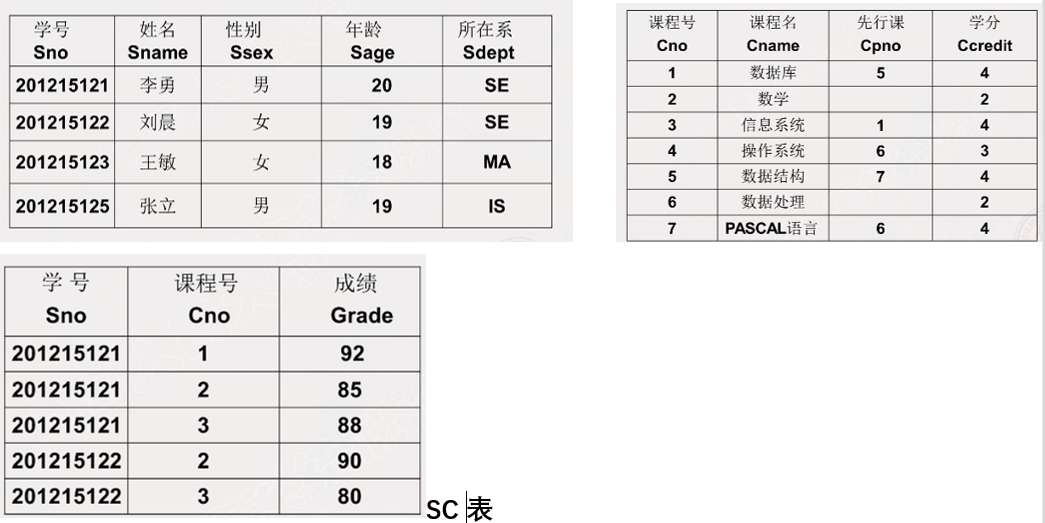 学号 姓名 性别 年龄 所在系
Sno Sname Ssex Sage Sdept
201215121 李勇 男 20 SE
201215122 刘晨 女 19 SE
201215123 王敏 女 18 MA
201215125 张立 男 19 IS
课程号 课程名 先行课 学分
Cno Cname Cpno Ccredit
1 数据库 5 4
2 数学 2
3 信息系统 1 4
4 操作系统 6 3
5 数据结构 7 4
6 数据处理 2
7 PASCAL语言 6 4
学 号 课程号 成绩
Sno Cno Grade
201215121 1 92
201215121 2 85
201215121 3 88
201215122 2 90
201215122 3 80
SC 表